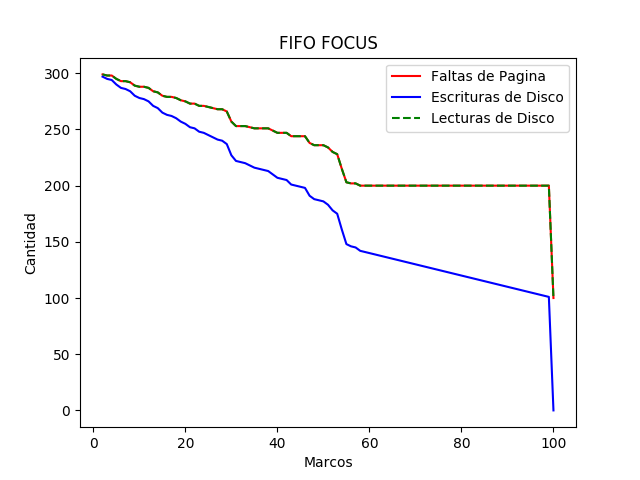 FIFO FOCUS
Faltas de Pagina
Escrituras de Disco
Lecturas de Disco
300
250
200
150
100
50
0
Cantidad
0 20 40 60 80 100
Marcos